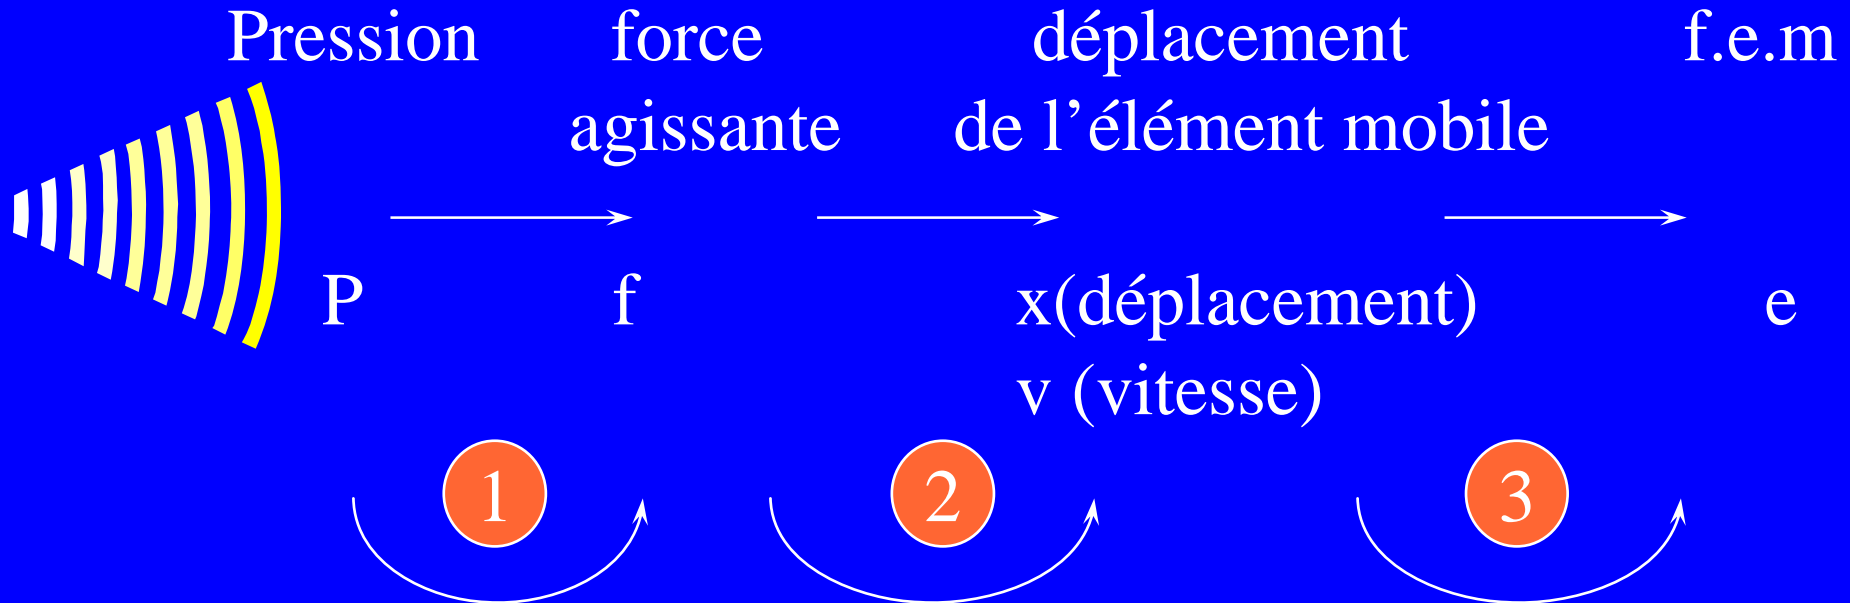 Pression force déplacement f.e.m
agissante de l’élément mobile
P f x(déplacement) e
v (vitesse)
1 2 3